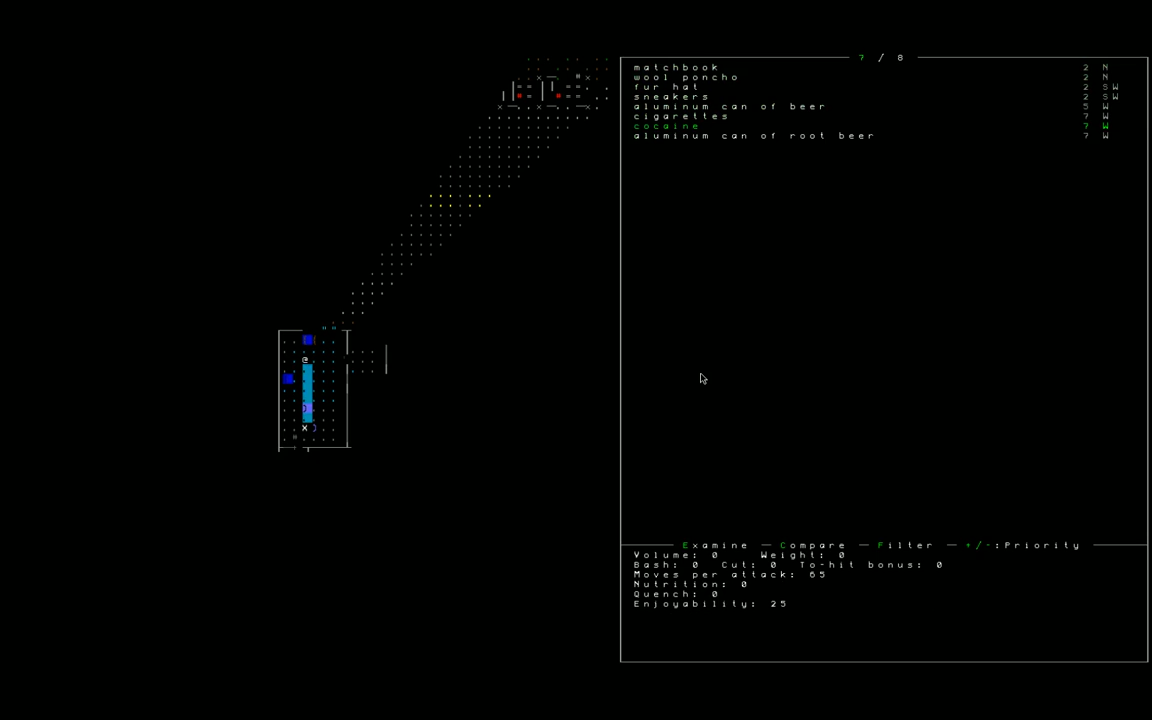 7 / 8
matchbook 2 N
wool poncho 2 N
fur hat 2 SW
sneakers 2 SW
aluminum can of beer 5 W
cigarettes 7 W
cocaine 7 W
aluminum can of root beer 7 W
Examine — Compare — Filter — +/-:Priority
Volume: 0 Weight: 0
Bash: 0 Cut: 0 To-hit bonus: 0
Moves per attack: 65
Nutrition: 0
Quench: 0
Enjoyability: 25